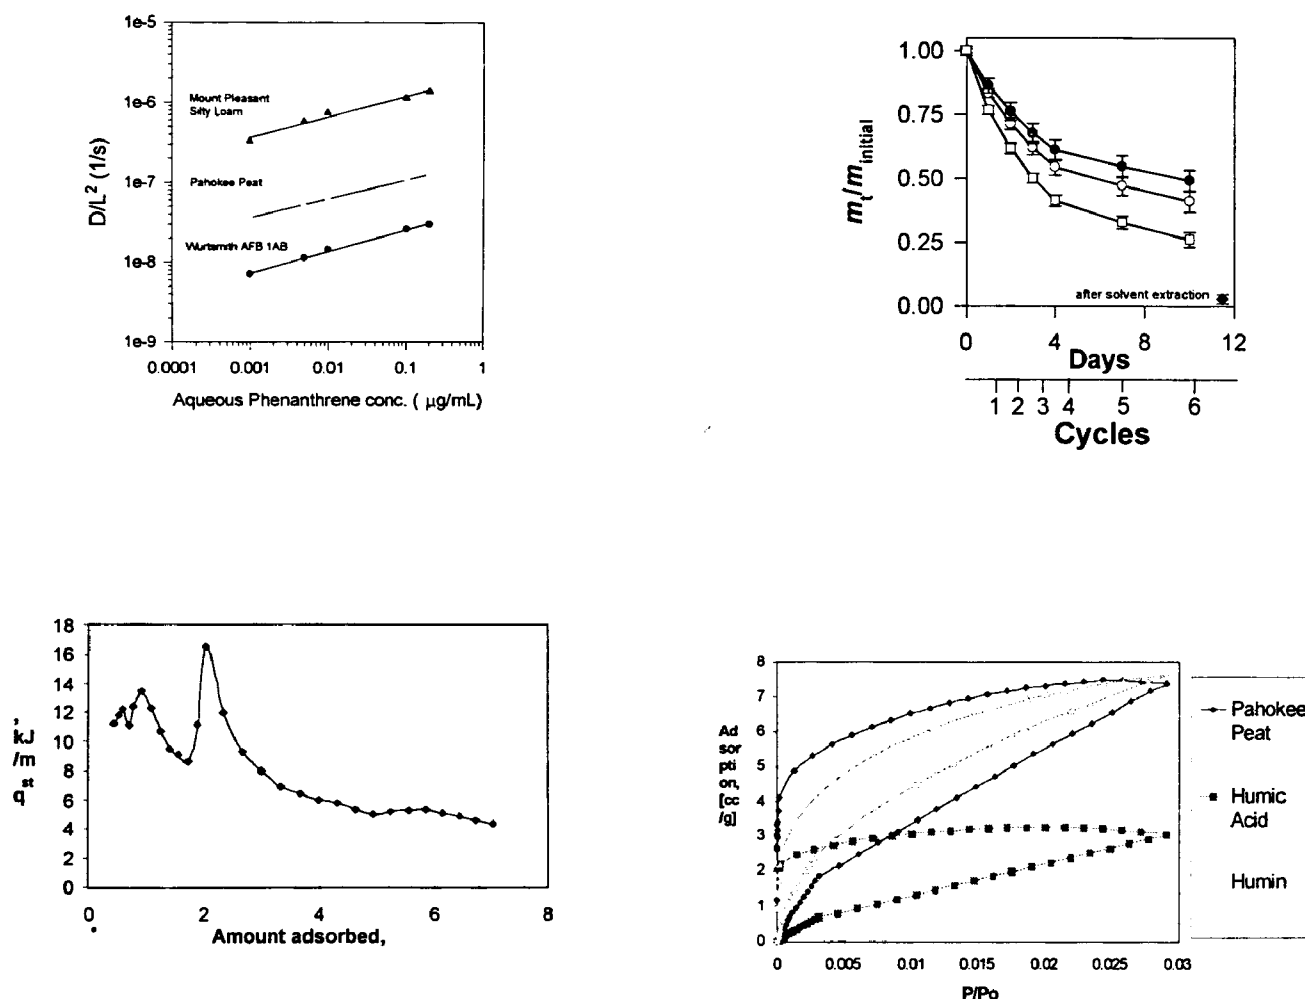 1e-5
1e-6
1e-7
1e-8
1e-9
D/L² (1/s)
Mount Pleasant
Silty Loam
Pahokee Peat
Wurtsmith AFB 1AB
0.0001 0.001 0.01 0.1 1
Aqueous Phenanthrene conc. ( μg/mL)
1.00
0.75
0.50
0.25
0.00
mt/minitial
after solvent extraction
0 4 8 12
Days
1 2 3 4 5 6
Cycles
18
16
14
12
10
8
6
4
2
0
,
kJ
/m
q st
0 2 4 6 8
Amount adsorbed,
8
7
6
5
4
3
2
1
0
Ad
sor
pti
on,
[cc
/g]
0 0.005 0.01 0.015 0.02 0.025 0.03
P/Po
Pahokee
Peat
Humic
Acid
Humin